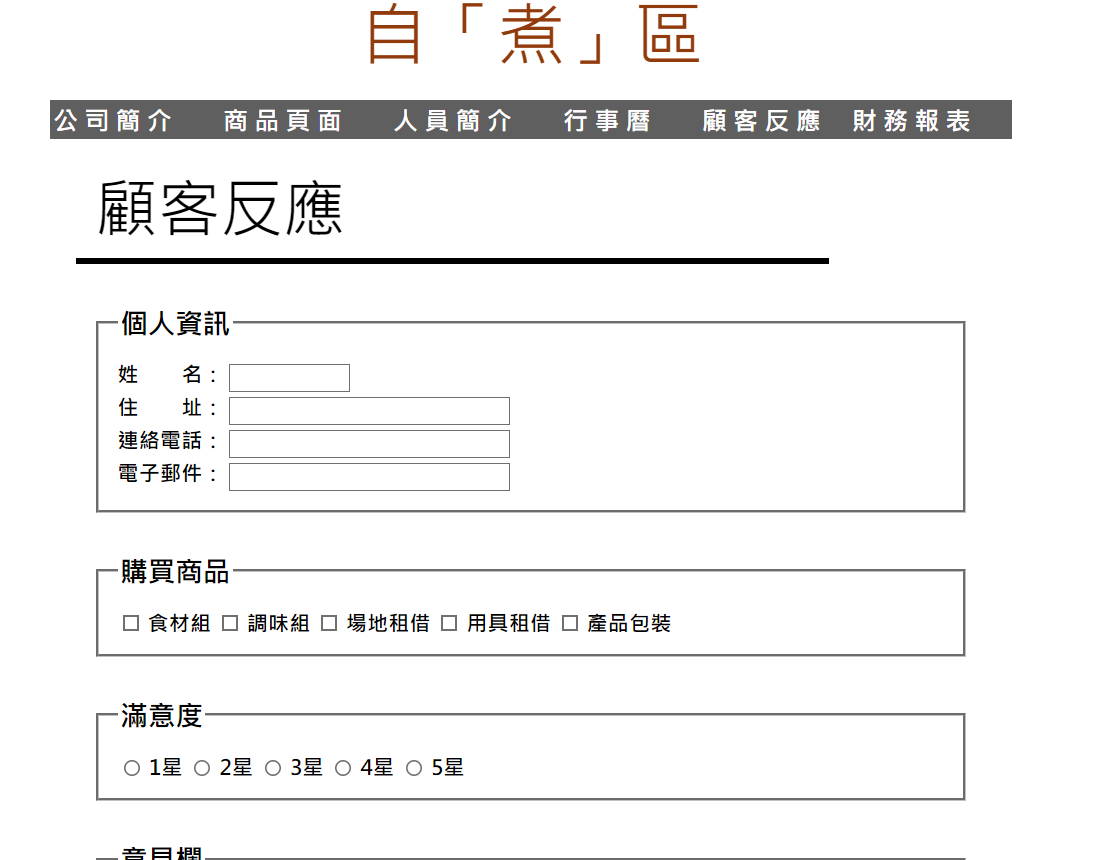 自「煮」區
公司簡介 商品頁面 人員簡介 行事曆 顧客反應 財務報表
顧客反應
個人資訊
姓 名：
住 址：
連絡電話：
電子郵件：
購買商品
食材組 調味組 場地租借 用具租借 產品包裝
滿意度
1星 2星 3星 4星 5星
意見欄